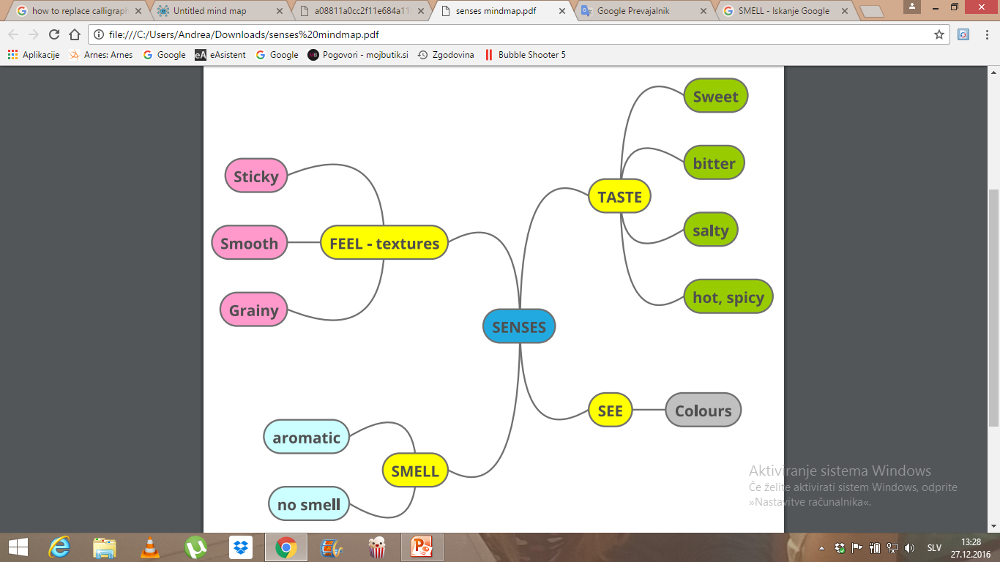 how to replace calligraph
Untitled mind map
a08811a0cc2f11e684a11
senses mindmap.pdf
Google Prevajalnik
SMELL - Iskanje Google
file:///C:/Users/Andrea/Downloads/senses%20mindmap.pdf
Aplikacije
Arnes: Arnes
Google
eA eAsistent
Google
MB Pogovori - mojbutik.si
Zgodovina
Bubble Shooter 5
Sweet
bitter
TASTE
salty
hot, spicy
Sticky
Smooth
FEEL - textures
Grainy
SENSES
SEE
Colours
aromatic
SMELL
no smell
Aktiviranje sistema Windows
Če želite aktivirati sistem Windows, odprite
»Nastavitve računalnika«.
SLV
13:28
27.12.2016